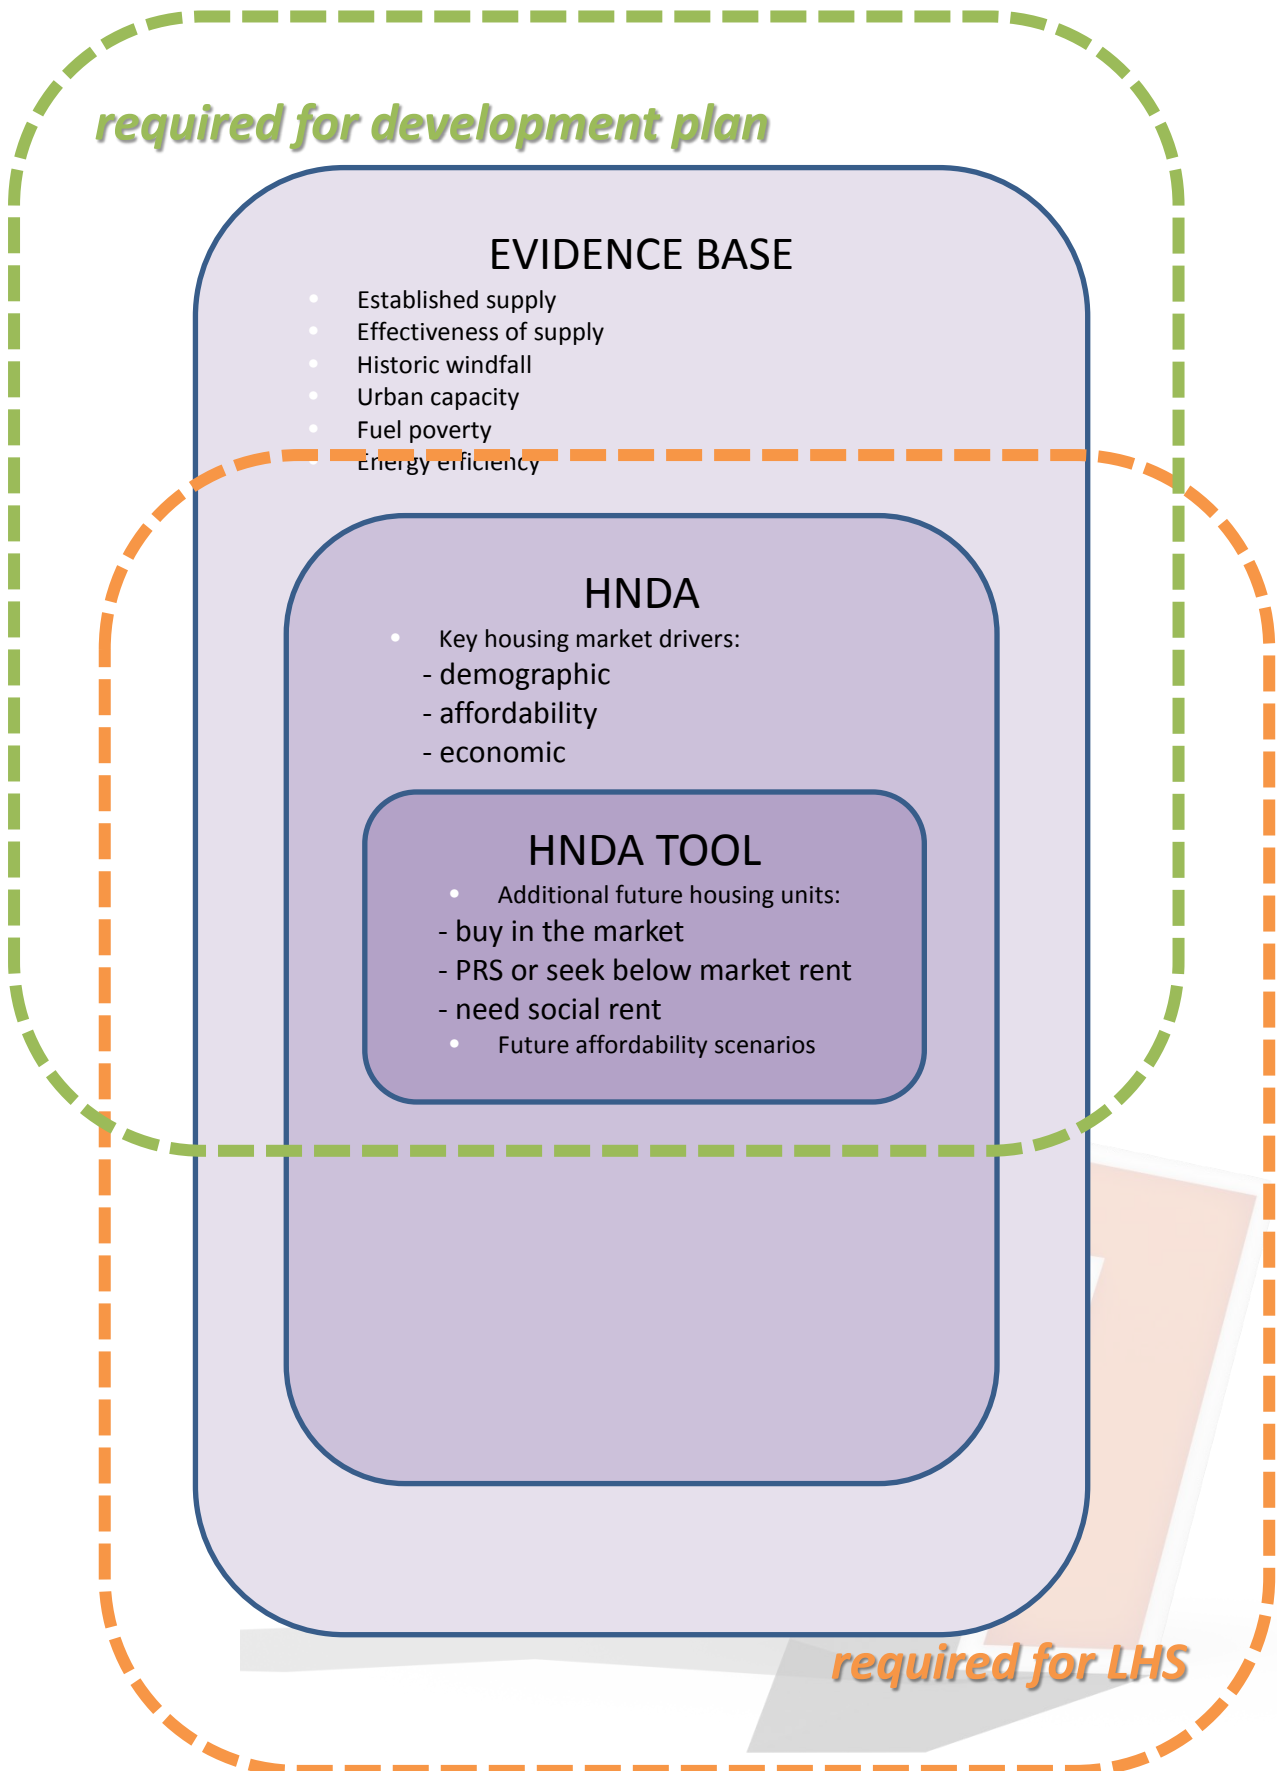 required for development plan
EVIDENCE BASE
• Established supply
• Effectiveness of supply
• Historic windfall
• Urban capacity
• Fuel poverty
• Energy efficiency
HNDA
• Key housing market drivers:
- demographic
- affordability
- economic
HNDA TOOL
• Additional future housing units:
- buy in the market
- PRS or seek below market rent
- need social rent
• Future affordability scenarios
required for LHS